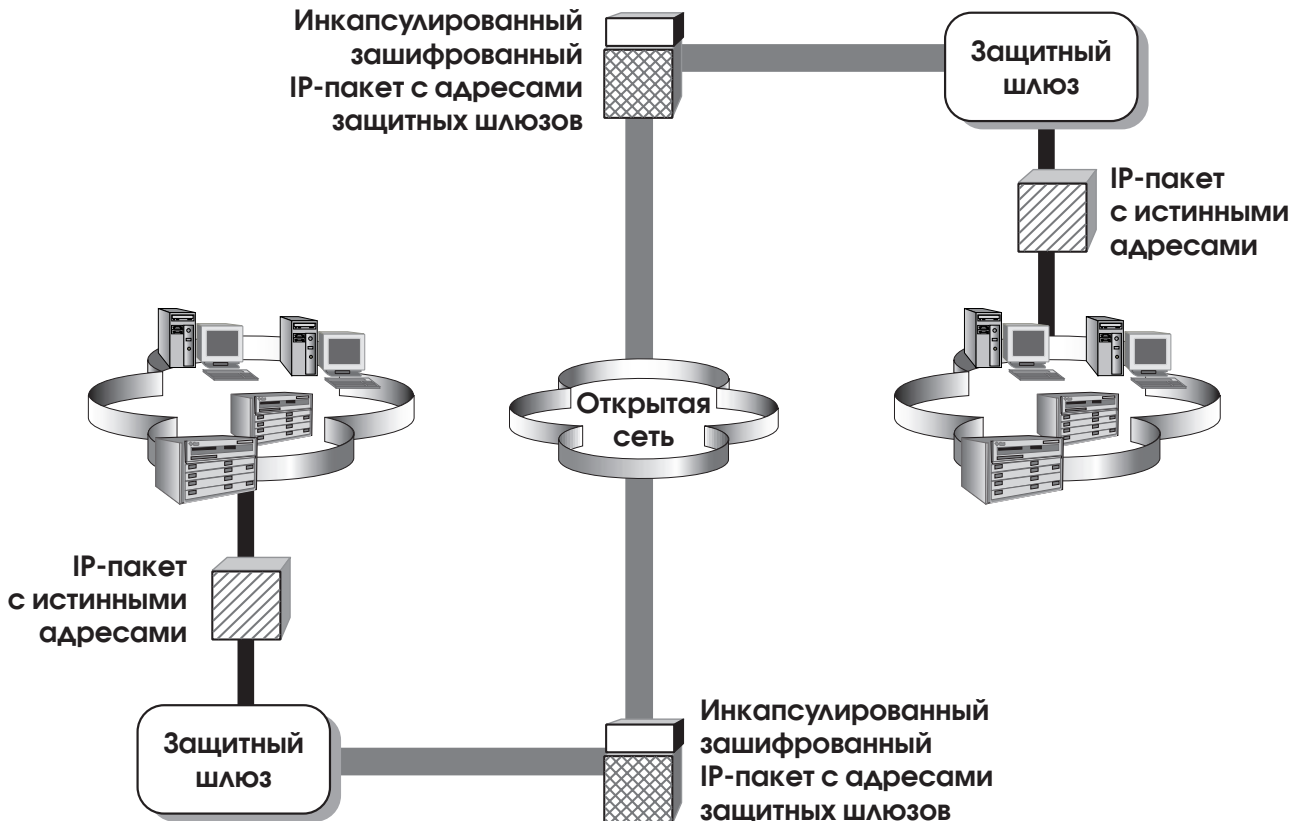 Инкапсулированный
зашифрованный
IP-пакет с адресами
защитных шлюзов
Защитный
шлюз
IP-пакет
с истинными
адресами
Открытая
сеть
IP-пакет
с истинными
адресами
Защитный
шлюз
Инкапсулированный
зашифрованный
IP-пакет с адресами
защитных шлюзов